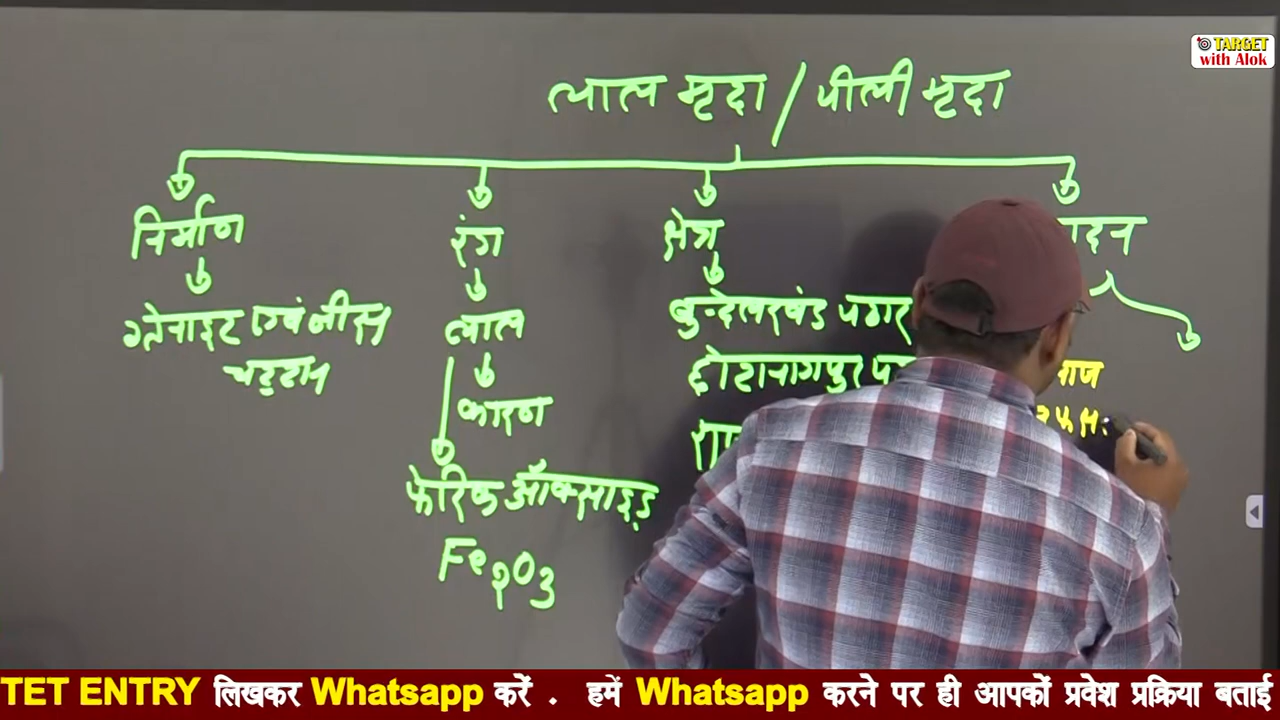 TARGET
with Alok
लाल मृदा / पीली मृदा
निर्माण
रंग
क्षेत्र
ादन
ग्रेनाइट एवं नीस
चट्टान
लाल
कारण
फेरिक ऑक्साइड
Fe2O3
बुन्देलखंड पठार
छोटानागपुर प
TET ENTRY लिखकर Whatsapp करें . हमें Whatsapp करने पर ही आपकों प्रवेश प्रक्रिया बताई